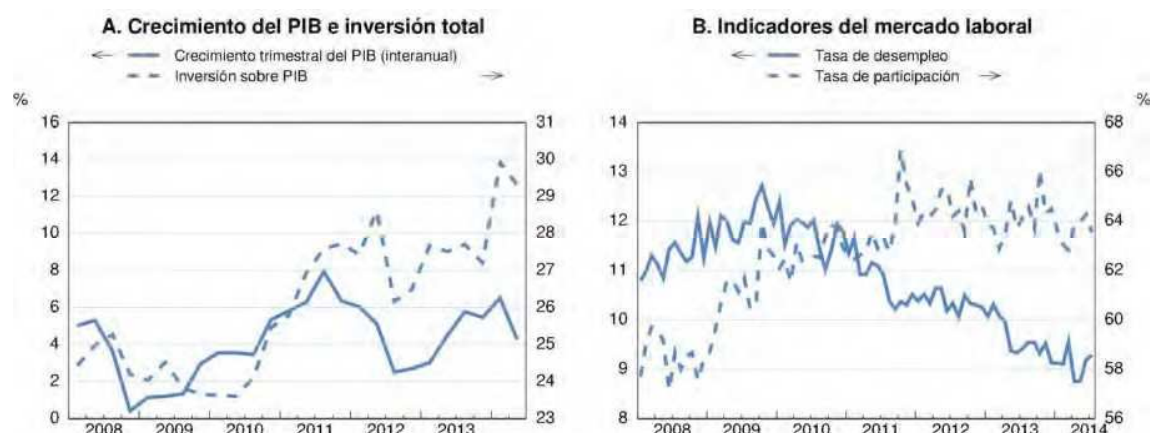 A. Crecimiento del PIB e inversión total
← Crecimiento trimestral del PIB (interanual)
Inversión sobre PIB →
%
16 31
14 30
12 29
10 28
8 27
6 26
4 25
2 24
0 23
2008 2009 2010 2011 2012 2013
B. Indicadores del mercado laboral
← Tasa de desempleo
Tasa de participación →
%
14 68
13 66
12 64
11 62
10 60
9 58
8 56
2008 2009 2010 2011 2012 2013 2014